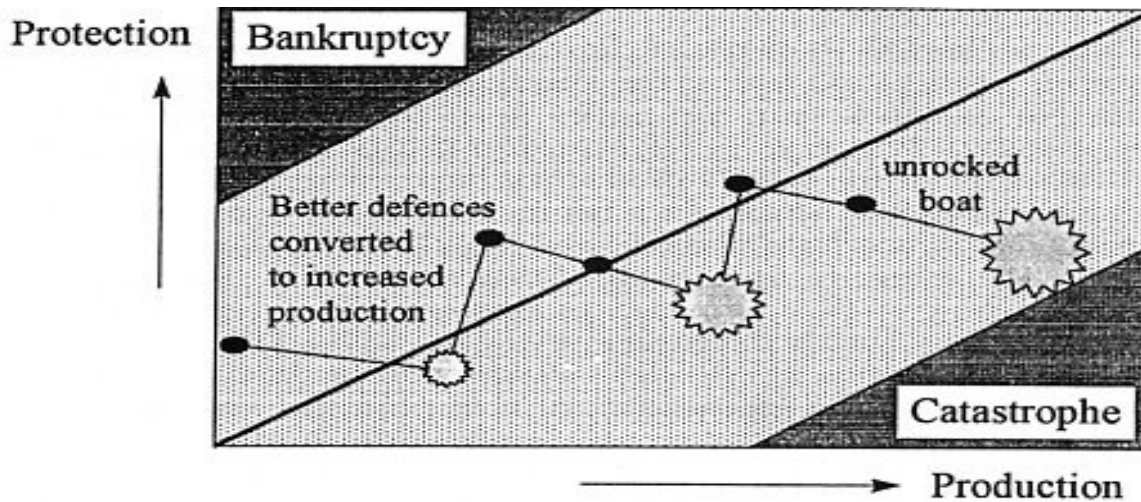 Protection
Bankruptcy
unrocked
boat
Better defences
converted
to increased
production
Catastrophe
Production